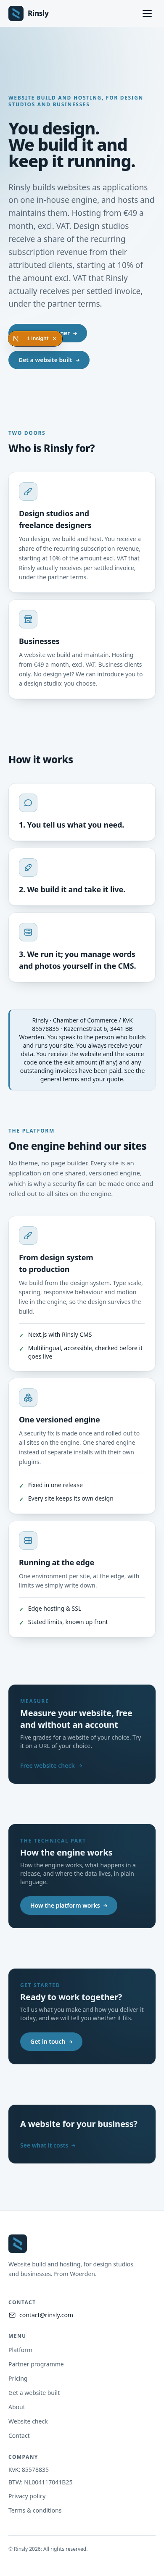 Rinsly
WEBSITE BUILD AND HOSTING, FOR DESIGN
STUDIOS AND BUSINESSES
You design.
We build it and
keep it running.
Rinsly builds websites as applications
on one in-house engine, and hosts and
maintains them. Hosting from €49 a
month, excl. VAT. Design studios
receive a share of the recurring
subscription revenue from their
attributed clients, starting at 10% of
the amount excl. VAT that Rinsly
actually receives per settled invoice,
under the partner terms.
1 Insight
Get a website built →
TWO DOORS
Who is Rinsly for?
Design studios and
freelance designers
You design, we build and host. You receive a
share of the recurring subscription revenue,
starting at 10% of the amount excl. VAT that
Rinsly actually receives per settled invoice,
under the partner terms.
Businesses
A website we build and maintain. Hosting
from €49 a month, excl. VAT. Business clients
only. No design yet? We can introduce you to
a design studio: you choose.
How it works
1. You tell us what you need.
2. We build it and take it live.
3. We run it; you manage words
and photos yourself in the CMS.
Rinsly · Chamber of Commerce / KvK
85578835 · Kazernestraat 6, 3441 BB
Woerden. You speak to the person who builds
and runs your site. You always receive your
data. You receive the website and the source
code once the exit amount (if any) and any
outstanding invoices have been paid. See the
general terms and your quote.
THE PLATFORM
One engine behind our sites
No theme, no page builder. Every site is an
application on one shared, versioned engine,
which is why a security fix can be made once and
rolled out to all sites on the engine.
From design system
to production
We build from the design system. Type scale,
spacing, responsive behaviour and motion
live in the engine, so the design survives the
build.
✓ Next.js with Rinsly CMS
✓ Multilingual, accessible, checked before it
goes live
One versioned engine
A security fix is made once and rolled out to
all sites on the engine. One shared engine
instead of separate installs with their own
plugins.
✓ Fixed in one release
✓ Every site keeps its own design
Running at the edge
One environment per site, at the edge, with
limits we simply write down.
✓ Edge hosting & SSL
✓ Stated limits, known up front
MEASURE
Measure your website, free
and without an account
Five grades for a website of your choice. Try
it on a URL of your choice.
Free website check →
THE TECHNICAL PART
How the engine works
How the engine works, what happens in a
release, and where the data lives, in plain
language.
How the platform works →
GET STARTED
Ready to work together?
Tell us what you make and how you deliver it
today, and we will tell you whether it fits.
Get in touch →
A website for your business?
See what it costs →
Website build and hosting, for design studios
and businesses. From Woerden.
CONTACT
contact@rinsly.com
MENU
Platform
Partner programme
Pricing
Get a website built
About
Website check
Contact
COMPANY
KvK: 85578835
BTW: NL004117041B25
Privacy policy
Terms & conditions
© Rinsly 2026: All rights reserved.